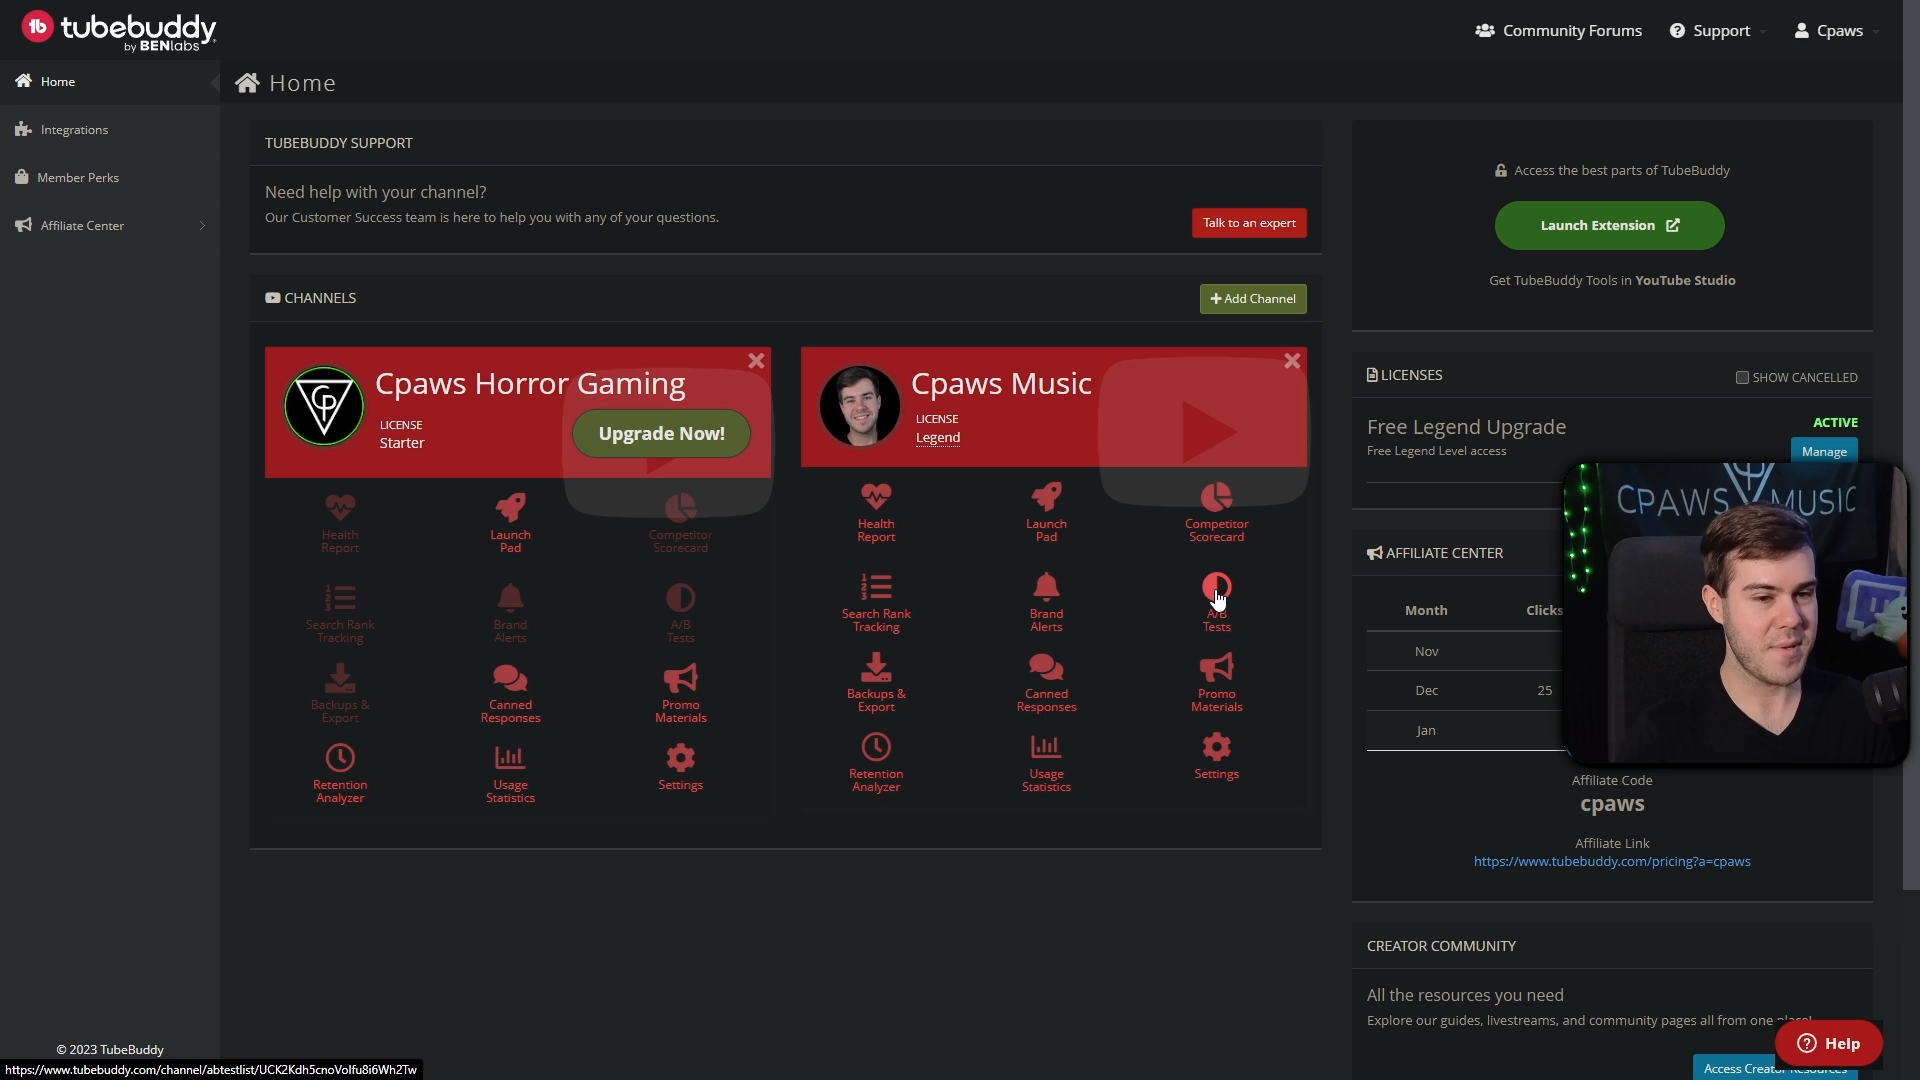 tubebuddy
by BENlabs
Community Forums
Support
Cpaws
Home
Integrations
Member Perks
Affiliate Center
Home
TUBEBUDDY SUPPORT
Need help with your channel?
Our Customer Success team is here to help you with any of your questions.
Talk to an expert
CHANNELS
Add Channel
Cpaws Horror Gaming
LICENSE
Starter
Upgrade Now!
Health
Report
Launch
Pad
Competitor
Scorecard
Search Rank
Tracking
Brand
Alerts
A/B
Tests
Backups &
Export
Canned
Responses
Promo
Materials
Retention
Analyzer
Usage
Statistics
Settings
Cpaws Music
LICENSE
Legend
Health
Report
Launch
Pad
Competitor
Scorecard
Search Rank
Tracking
Brand
Alerts
A/B
Tests
Backups &
Export
Canned
Responses
Promo
Materials
Retention
Analyzer
Usage
Statistics
Settings
Access the best parts of TubeBuddy
Launch Extension
Get TubeBuddy Tools in YouTube Studio
LICENSES
SHOW CANCELLED
Free Legend Upgrade
ACTIVE
Free Legend Level access
Manage
CPAWS MUSIC
AFFILIATE CENTER
Month Clicks
Nov
Dec 25
Jan
Affiliate Code
cpaws
Affiliate Link
https://www.tubebuddy.com/pricing?a=cpaws
CREATOR COMMUNITY
All the resources you need
Explore our guides, livestreams, and community pages all from one place!
Access Creator Resources
Help
© 2023 TubeBuddy
https://www.tubebuddy.com/channel/abtestlist/UCK2Kdh5cnoVolfu8i6Wh2Tw